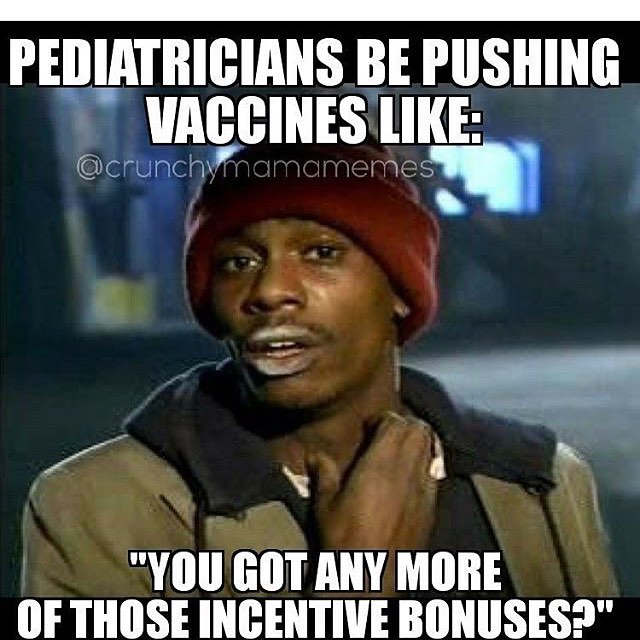 PEDIATRICIANS BE PUSHING
VACCINES LIKE:
@crunchymamamemes
"YOU GOT ANY MORE
OF THOSE INCENTIVE BONUSES?"